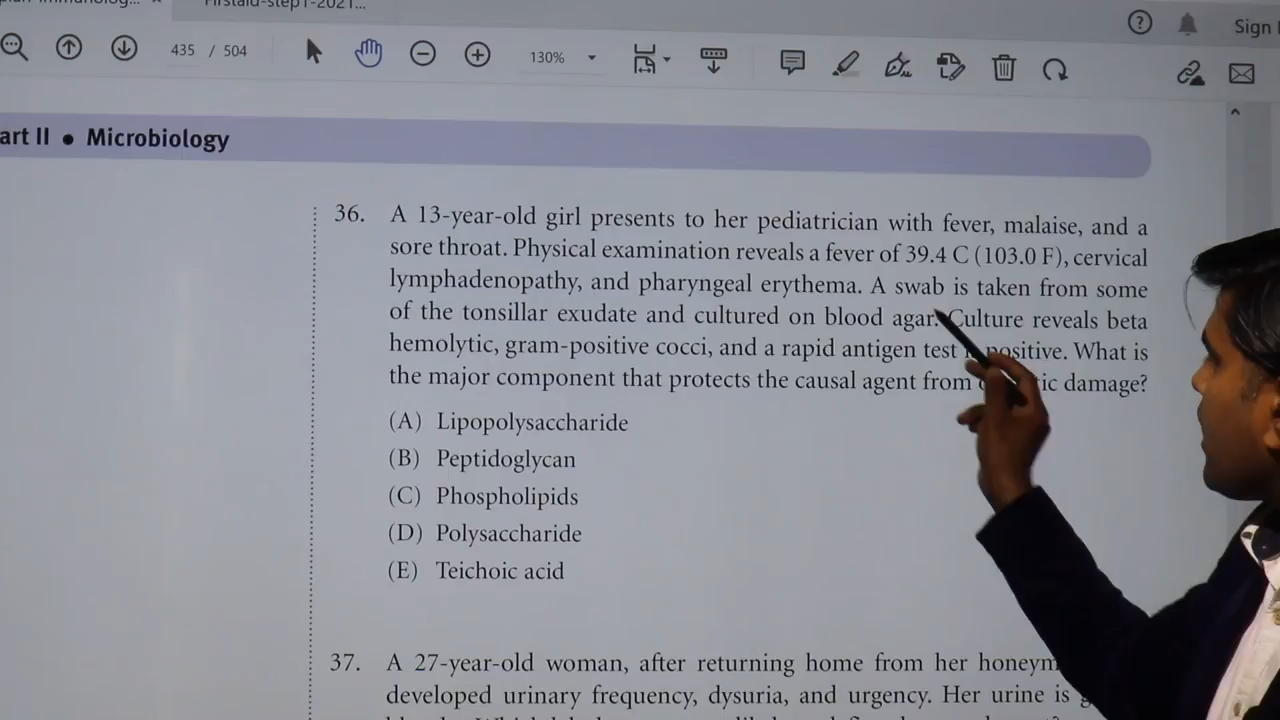 Firstaid-step1-2021...
Sign
435 / 504
130%
art II • Microbiology
36. A 13-year-old girl presents to her pediatrician with fever, malaise, and a
sore throat. Physical examination reveals a fever of 39.4 C (103.0 F), cervical
lymphadenopathy, and pharyngeal erythema. A swab is taken from some
of the tonsillar exudate and cultured on blood agar. Culture reveals beta
hemolytic, gram-positive cocci, and a rapid antigen test positive. What is
the major component that protects the causal agent from ic damage?
(A) Lipopolysaccharide
(B) Peptidoglycan
(C) Phospholipids
(D) Polysaccharide
(E) Teichoic acid
37. A 27-year-old woman, after returning home from her honeym
developed urinary frequency, dysuria, and urgency. Her urine is